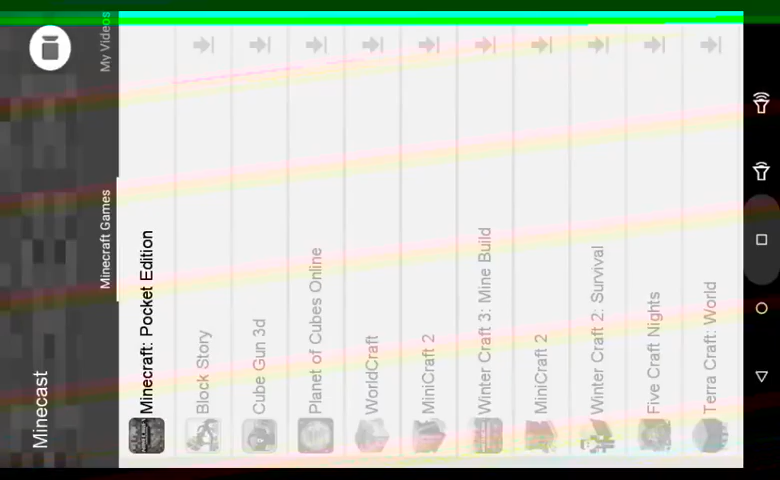 Minecast
Minecraft Games
My Videos
Minecraft: Pocket Edition
Block Story
Cube Gun 3d
Planet of Cubes Online
WorldCraft
MiniCraft 2
Winter Craft 3: Mine Build
MiniCraft 2
Winter Craft 2: Survival
Five Craft Nights
Terra Craft: World